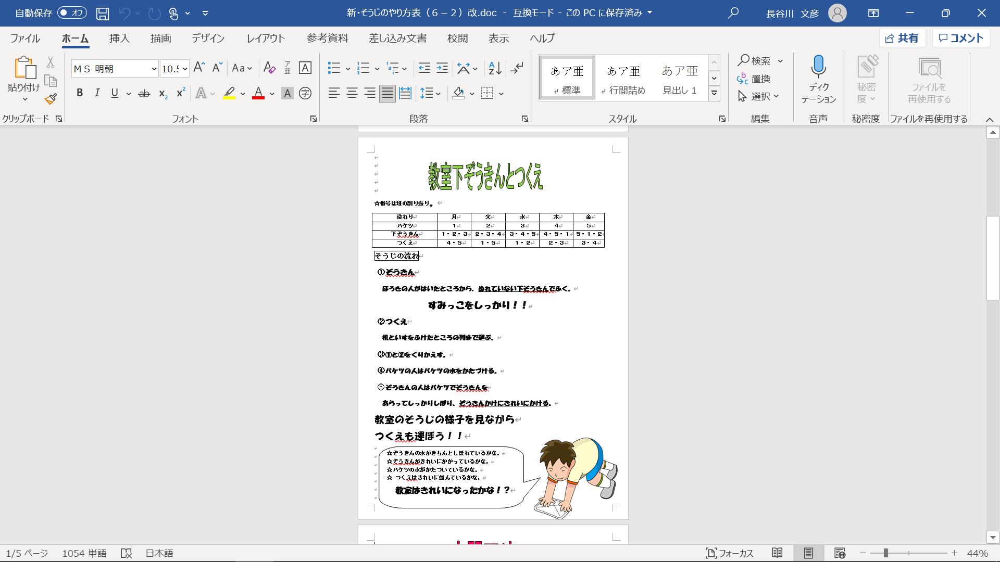 自動保存 オフ 新・そうじのやり方表（６－２）改.doc - 互換モード - この PC に保存済み 長谷川 文彦
ファイル ホーム 挿入 描画 デザイン レイアウト 参考資料 差し込み文書 校閲 表示 ヘルプ 共有 コメント
貼り付け
クリップボード
ＭＳ 明朝 10.5
フォント
段落
あア亜 あア亜 あア亜
↲ 標準 ↲ 行間詰め 見出し 1
スタイル
検索
置換
選択
編集
ディク
テーション
音声
秘密
度
秘密度
ファイルを
再使用する
ファイルを再使用する
教室下ぞうきんとつくえ
☆番号は班の割り振り。
役わり 月 火 水 木 金
バケツ 1 2 3 4 5
下ぞうきん 1・2・3 2・3・4 3・4・5 4・5・1 5・1・2
つくえ 4・5 1・5 1・2 2・3 3・4
そうじの流れ
①ぞうきん
ほうきの人がはいたところから、ぬれていない下ぞうきんでふく。
すみっこをしっかり！！
②つくえ
机といすをふけたところの列まで運ぶ。
③①と②をくりかえす。
④バケツの人はバケツの水をかたづける。
⑤ぞうきんの人はバケツでぞうきんを
あらってしっかりしぼり、ぞうきんかけにきれいにかける。
教室のそうじの様子を見ながら
つくえも運ぼう！！
☆ぞうきんの水がきちんとしぼれているかな。
☆ぞうきんがきれいにかかっているかな。
☆バケツの水がかたづいているかな。
☆ つくえはきれいに並んでいるかな。
教室はきれいになったかな！？
1/5 ページ 1054 単語 日本語 フォーカス 44%